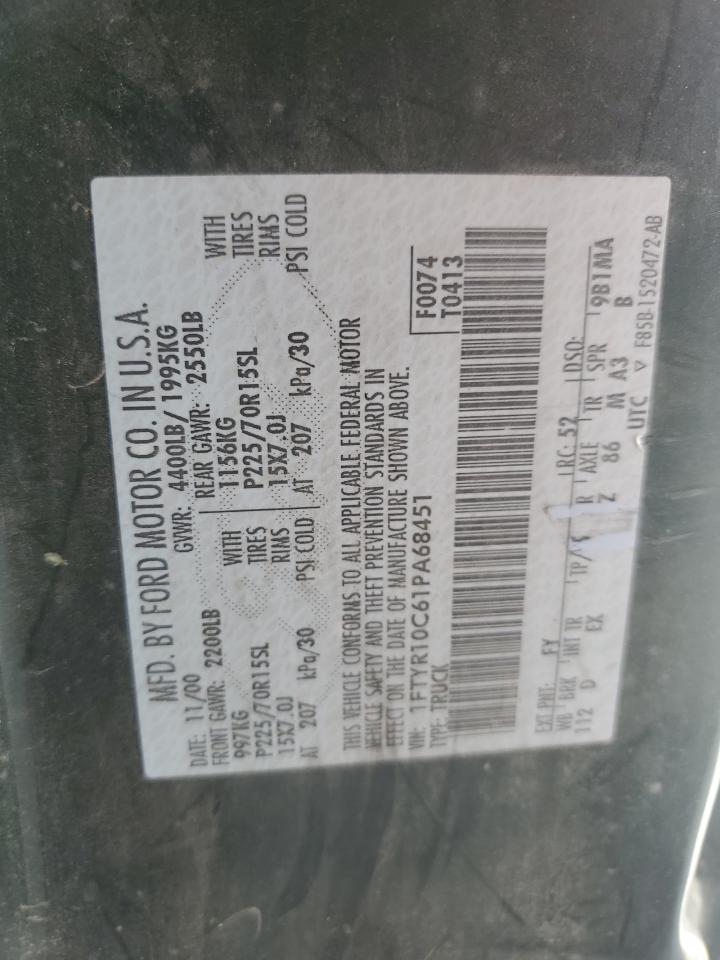 MFD. BY FORD MOTOR CO. IN U.S.A.
DATE: 11/00 GVWR: 4400LB/ 1995KG
FRONT GAWR: 2200LB REAR GAWR: 2550LB
997KG WITH 1156KG WITH
P225/70R15SL TIRES P225/70R15SL TIRES
15X7.0J RIMS 15X7.0J RIMS
AT 207 kPa/30 PSI COLD AT 207 kPa/30 PSI COLD
THIS VEHICLE CONFORMS TO ALL APPLICABLE FEDERAL MOTOR
VEHICLE SAFETY AND THEFT PREVENTION STANDARDS IN
EFFECT ON THE DATE OF MANUFACTURE SHOWN ABOVE.
F0074
VIN: 1FTYR10C61PA68451
T0413
TYPE: TRUCK
EXT PNT: FY RC: 52 DSO:
WB BRK INT TR TP/PS R AXLE TR SPR 9B1MA
112 D EX Z 86 M A3 B
UTC ▽ F85B-1520472-AB